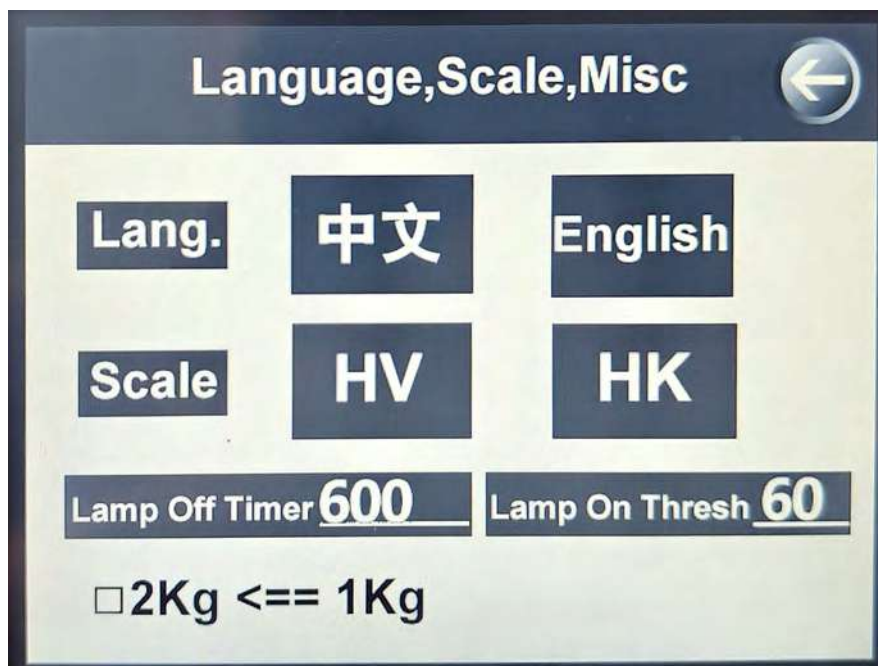 Language,Scale,Misc
Lang. 中文 English
Scale HV HK
Lamp Off Timer 600 Lamp On Thresh 60
□2Kg <== 1Kg